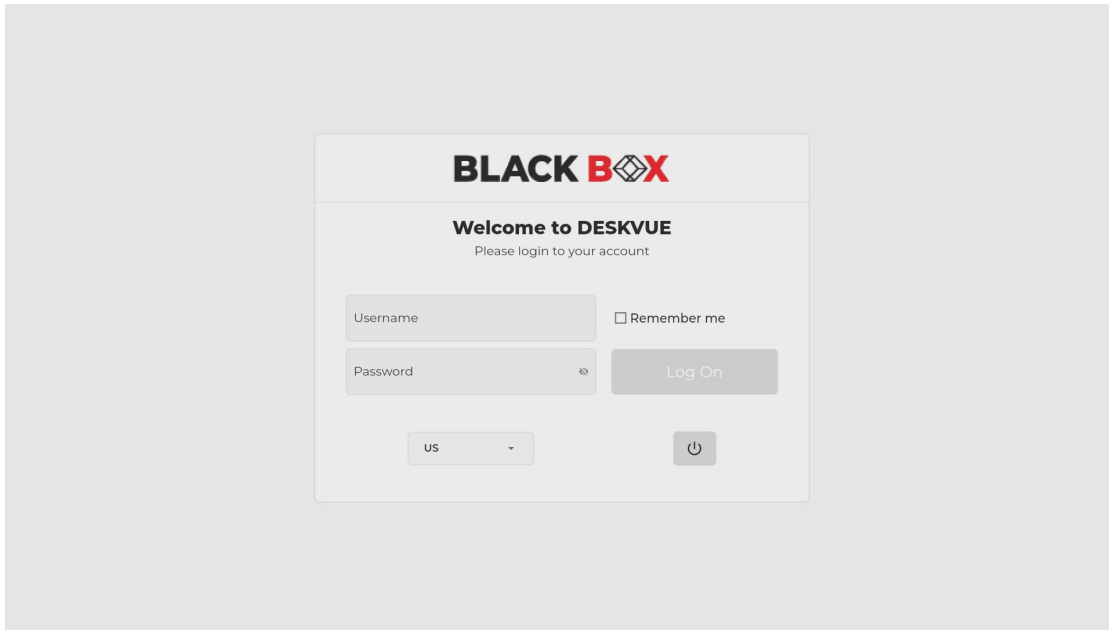 BLACK BOX
Welcome to DESKVUE
Please login to your account
Username
Remember me
Password
Log On
US